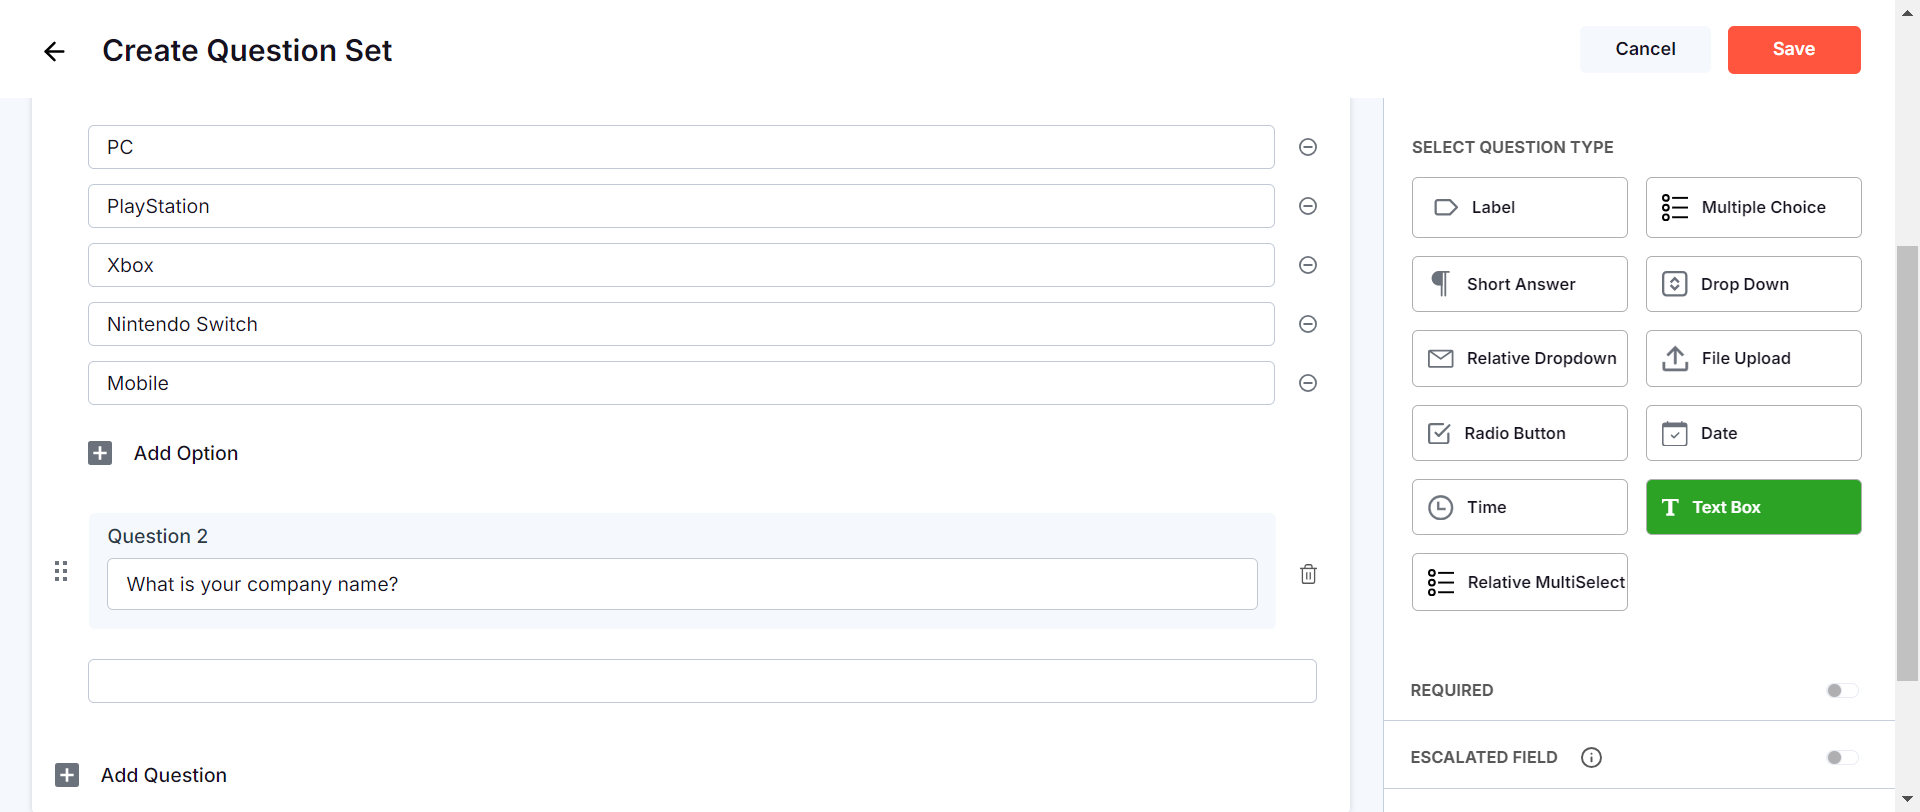 Create Question Set
Cancel
Save
PC
PlayStation
Xbox
Nintendo Switch
Mobile
Add Option
Question 2
What is your company name?
Add Question
SELECT QUESTION TYPE
Label
Multiple Choice
Short Answer
Drop Down
Relative Dropdown
File Upload
Radio Button
Date
Time
Text Box
Relative MultiSelect
REQUIRED
ESCALATED FIELD